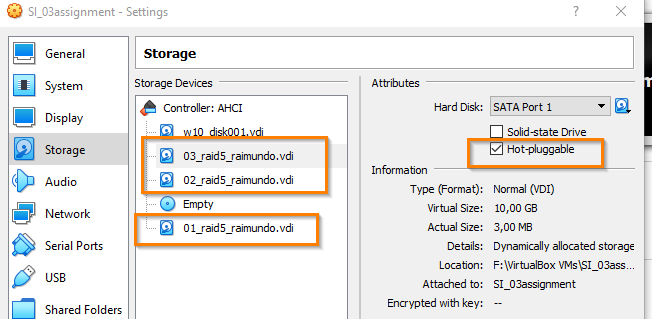 SI_03assignment - Settings
General
System
Display
Storage
Audio
Network
Serial Ports
USB
Shared Folders
Storage
Storage Devices
Controller: AHCI
w10_disk001.vdi
03_raid5_raimundo.vdi
02_raid5_raimundo.vdi
Empty
01_raid5_raimundo.vdi
Attributes
Hard Disk: SATA Port 1
Solid-state Drive
Hot-pluggable
Information
Type (Format): Normal (VDI)
Virtual Size: 10,00 GB
Actual Size: 3,00 MB
Details: Dynamically allocated storage
Location: F:\VirtualBox VMs\SI_03ass...
Attached to: SI_03assignment
Encrypted with key: --